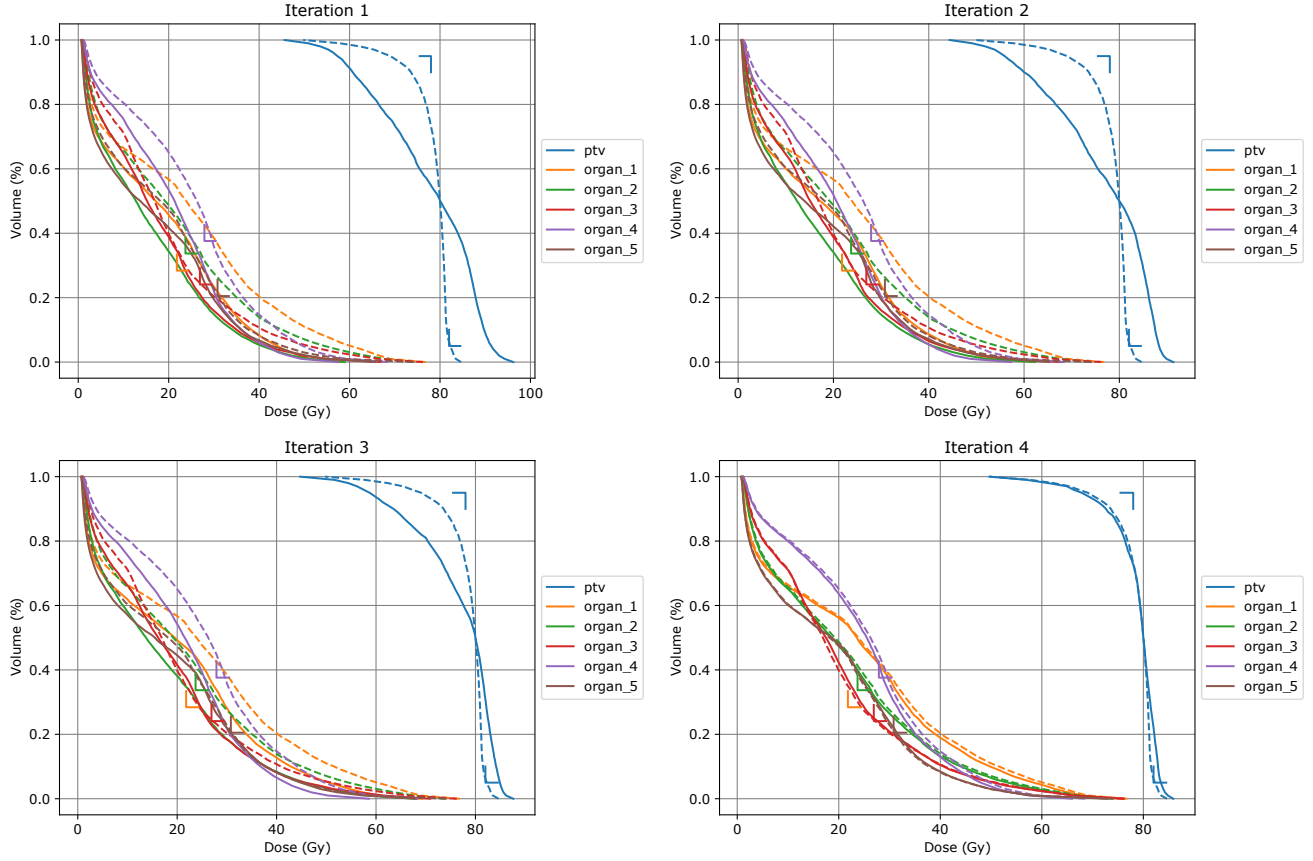 Iteration 1
Volume (%)
1.0
0.8
0.6
0.4
0.2
0.0
0
20
40
60
80
100
Dose (Gy)
ptv
organ_1
organ_2
organ_3
organ_4
organ_5
Iteration 2
Volume (%)
1.0
0.8
0.6
0.4
0.2
0.0
0
20
40
60
80
Dose (Gy)
ptv
organ_1
organ_2
organ_3
organ_4
organ_5
Iteration 3
Volume (%)
1.0
0.8
0.6
0.4
0.2
0.0
0
20
40
60
80
Dose (Gy)
ptv
organ_1
organ_2
organ_3
organ_4
organ_5
Iteration 4
Volume (%)
1.0
0.8
0.6
0.4
0.2
0.0
0
20
40
60
80
Dose (Gy)
ptv
organ_1
organ_2
organ_3
organ_4
organ_5